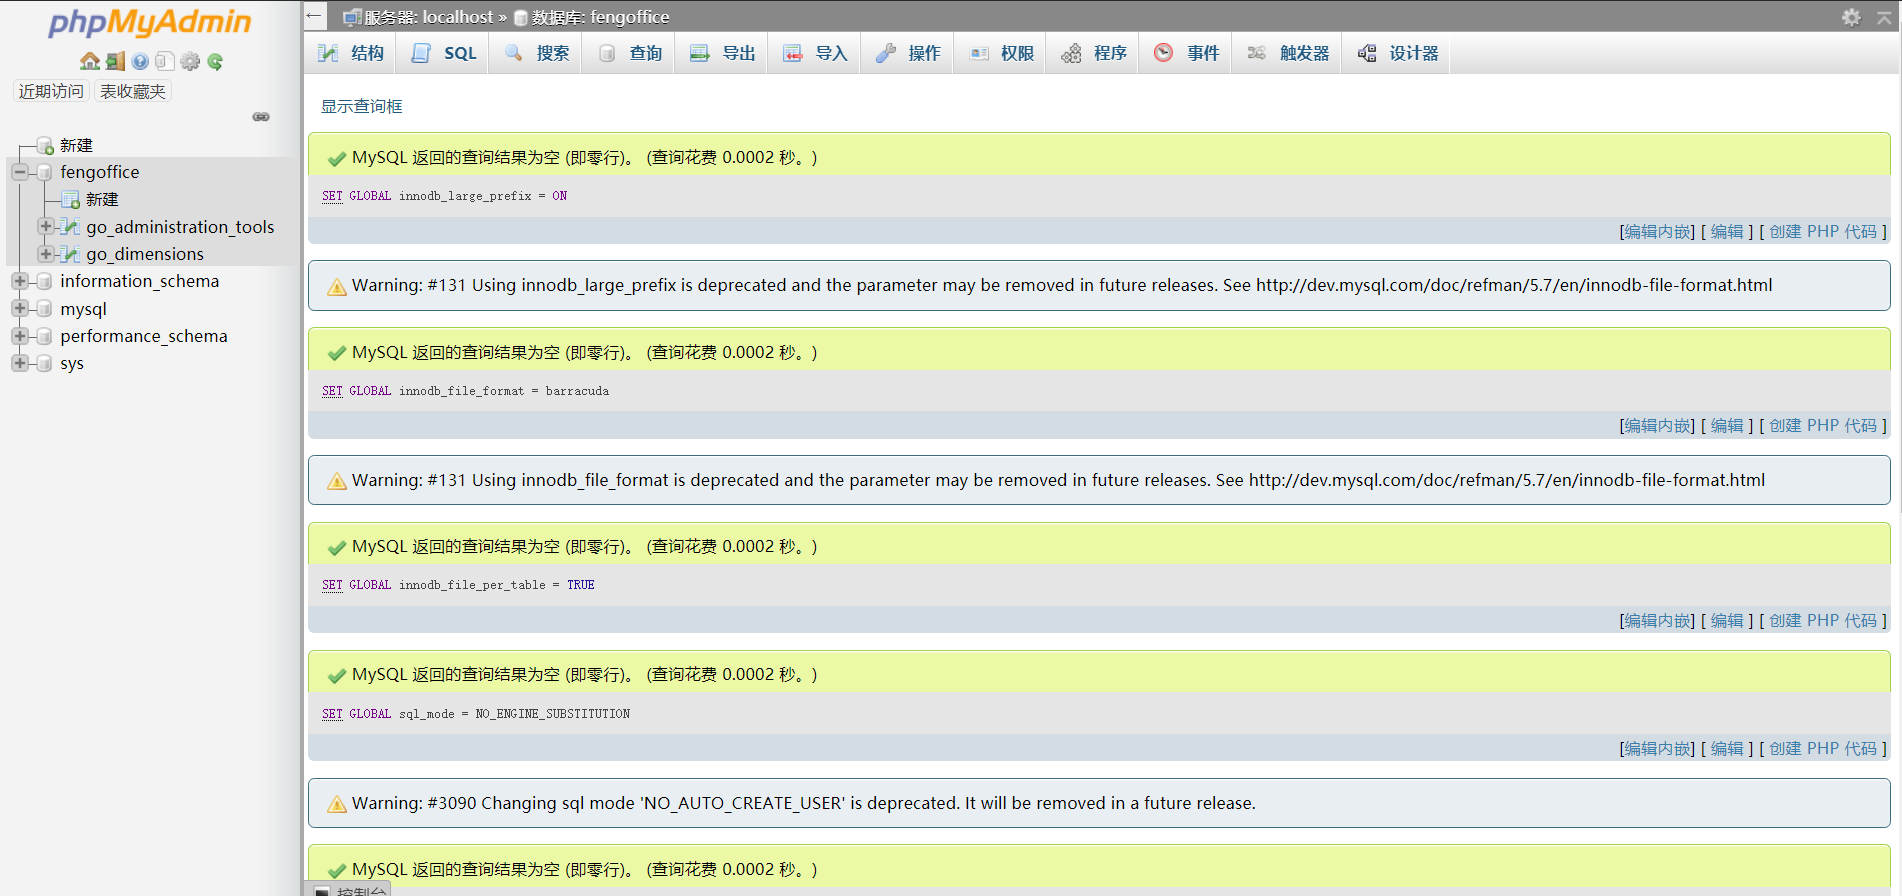 phpMyAdmin
近期访问 表收藏夹
新建
fengoffice
新建
go_administration_tools
go_dimensions
information_schema
mysql
performance_schema
sys
服务器: localhost » 数据库: fengoffice
结构 SQL 搜索 查询 导出 导入 操作 权限 程序 事件 触发器 设计器
显示查询框
MySQL 返回的查询结果为空 (即零行)。 (查询花费 0.0002 秒。)
SET GLOBAL innodb_large_prefix = ON
[编辑内嵌] [ 编辑 ] [ 创建 PHP 代码 ]
Warning: #131 Using innodb_large_prefix is deprecated and the parameter may be removed in future releases. See http://dev.mysql.com/doc/refman/5.7/en/innodb-file-format.html
MySQL 返回的查询结果为空 (即零行)。 (查询花费 0.0002 秒。)
SET GLOBAL innodb_file_format = barracuda
[编辑内嵌] [ 编辑 ] [ 创建 PHP 代码 ]
Warning: #131 Using innodb_file_format is deprecated and the parameter may be removed in future releases. See http://dev.mysql.com/doc/refman/5.7/en/innodb-file-format.html
MySQL 返回的查询结果为空 (即零行)。 (查询花费 0.0002 秒。)
SET GLOBAL innodb_file_per_table = TRUE
[编辑内嵌] [ 编辑 ] [ 创建 PHP 代码 ]
MySQL 返回的查询结果为空 (即零行)。 (查询花费 0.0002 秒。)
SET GLOBAL sql_mode = NO_ENGINE_SUBSTITUTION
[编辑内嵌] [ 编辑 ] [ 创建 PHP 代码 ]
Warning: #3090 Changing sql mode 'NO_AUTO_CREATE_USER' is deprecated. It will be removed in a future release.
MySQL 返回的查询结果为空 (即零行)。 (查询花费 0.0002 秒。)
控制台